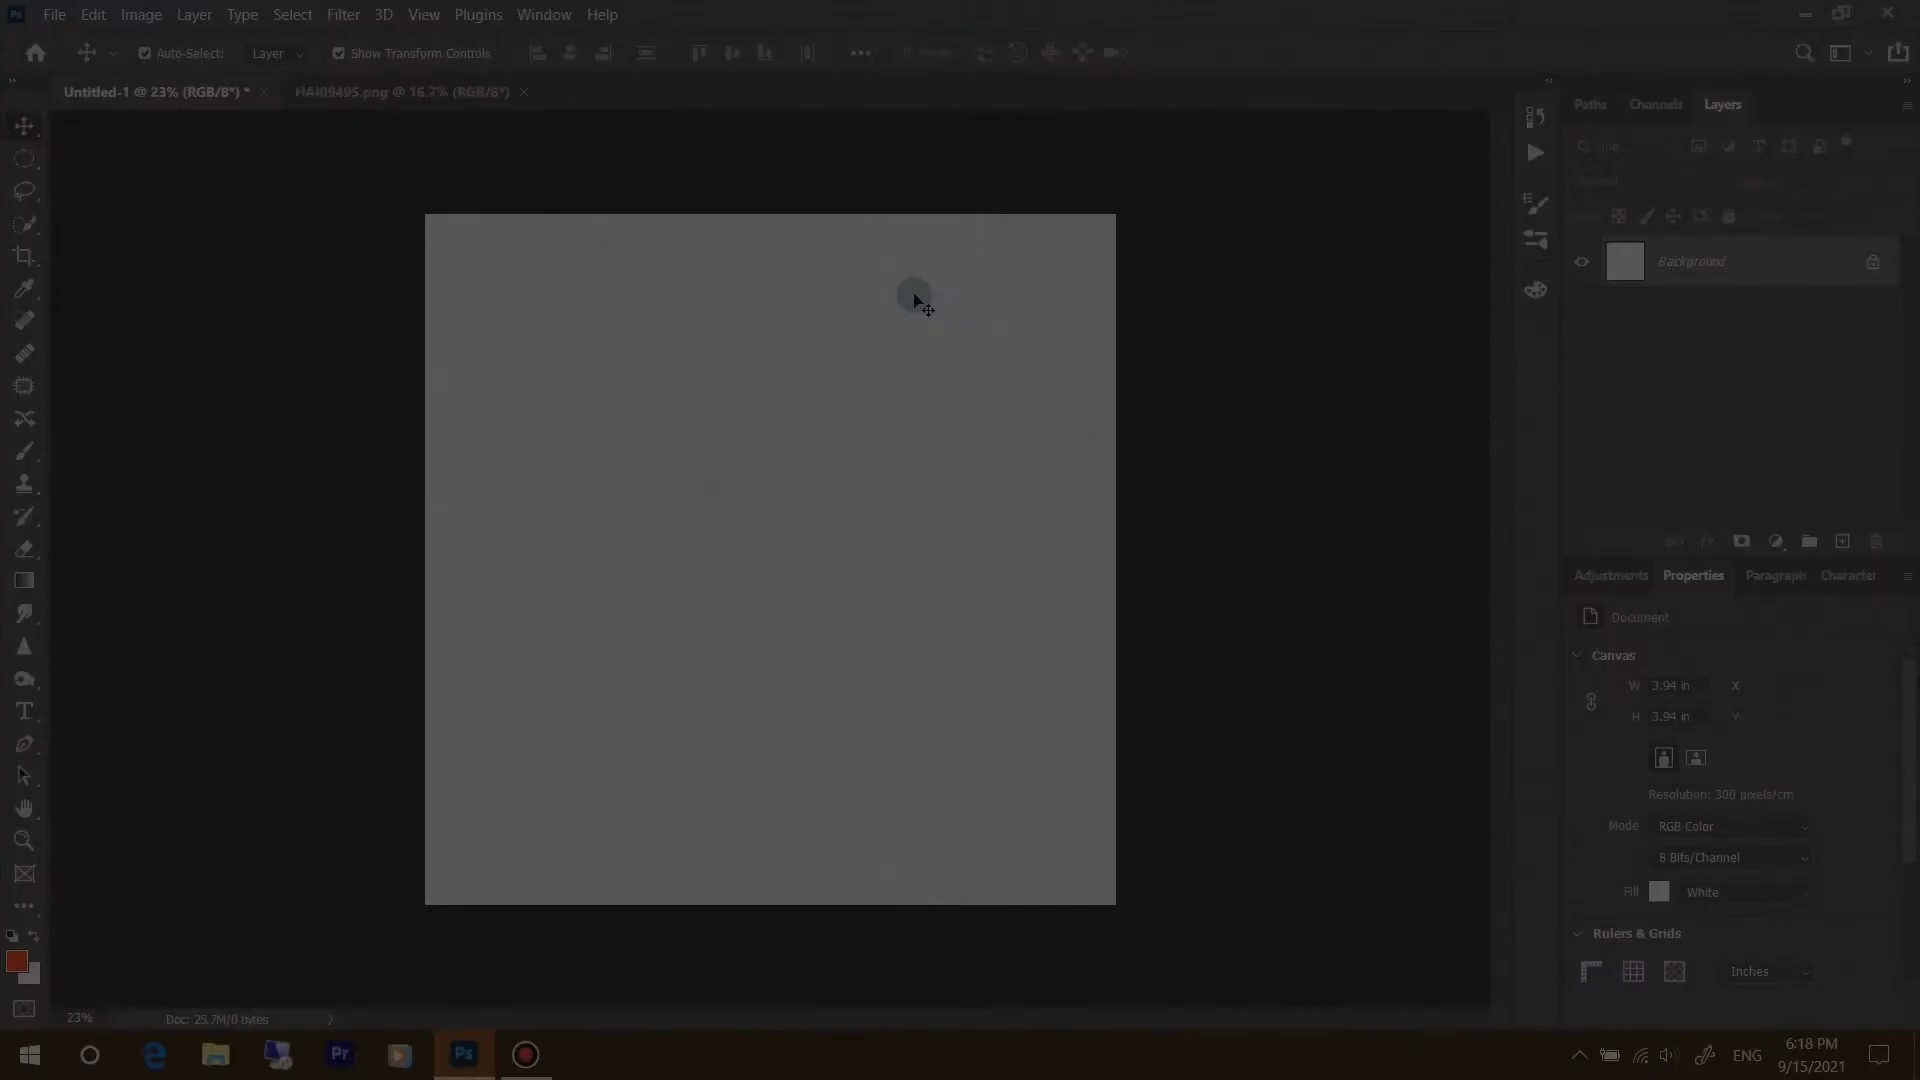 Ps File Edit Image Layer Type Select Filter 3D View Plugins Window Help
Auto-Select: Layer Show Transform Controls
Untitled-1 @ 23% (RGB/8*) * HAI09495.png @ 16.7% (RGB/8*)
Paths Channels Layers
Background
Adjustments Properties Paragraph Character
Document
Canvas
W 3.94 in X
H 3.94 in Y
Resolution: 300 pixels/cm
Mode RGB Color
8 Bits/Channel
Fill White
Rulers & Grids
Inches
23% Doc: 25.7M/0 bytes
Pr Ps ENG
6:18 PM
9/15/2021